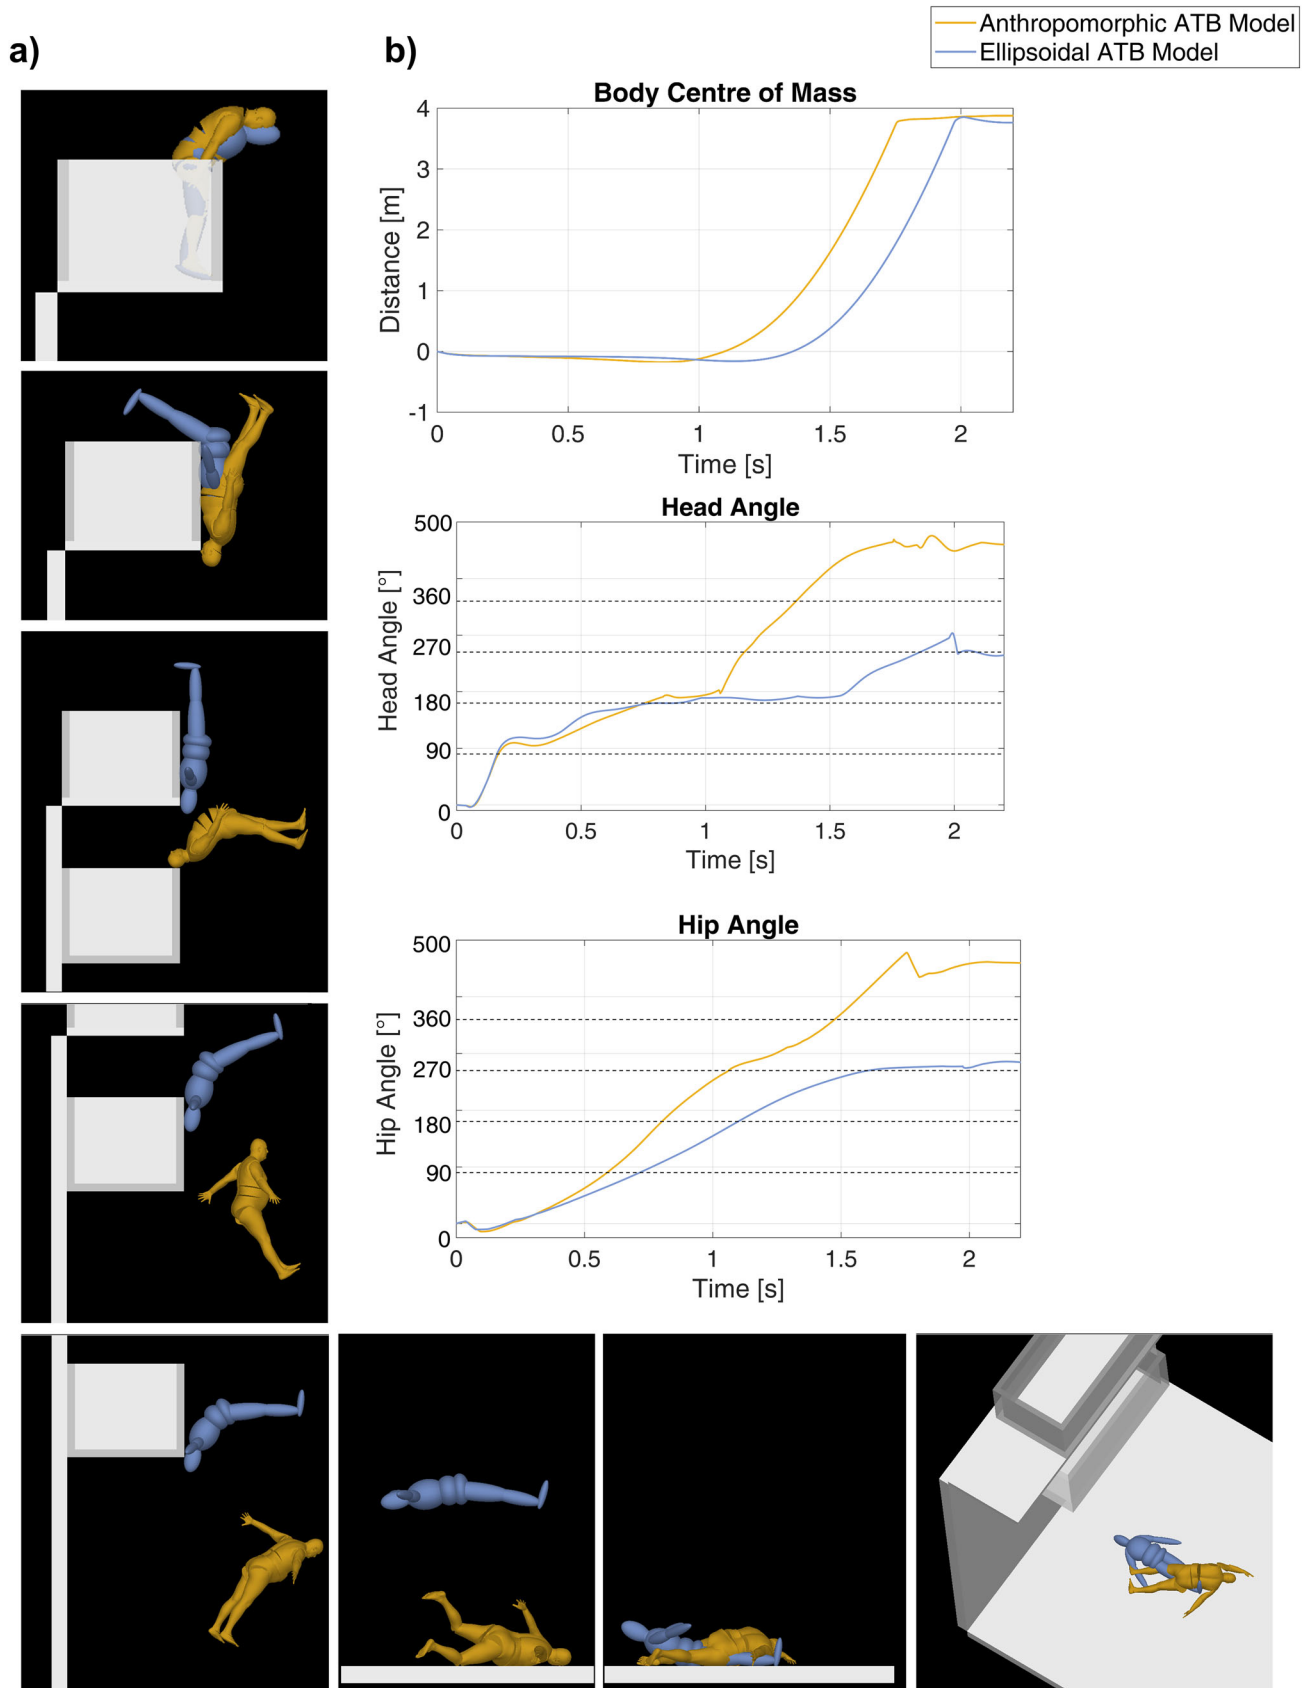 a)
b)
Anthropomorphic ATB Model
Ellipsoidal ATB Model
Body Centre of Mass
Distance [m]
4
3
2
1
0
-1
0 0.5 1 1.5 2
Time [s]
Head Angle
Head Angle [°]
500
360
270
180
90
0
0 0.5 1 1.5 2
Time [s]
Hip Angle
Hip Angle [°]
500
360
270
180
90
0
0 0.5 1 1.5 2
Time [s]